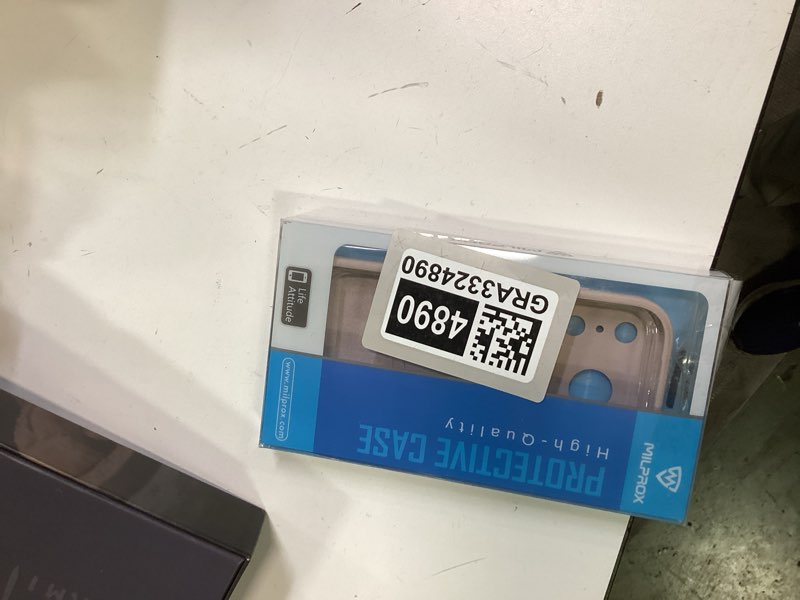 GRA3324890
4890
Life
Attitude
www.milprox.com
High-Quality
PROTECTIVE CASE
MILPROX